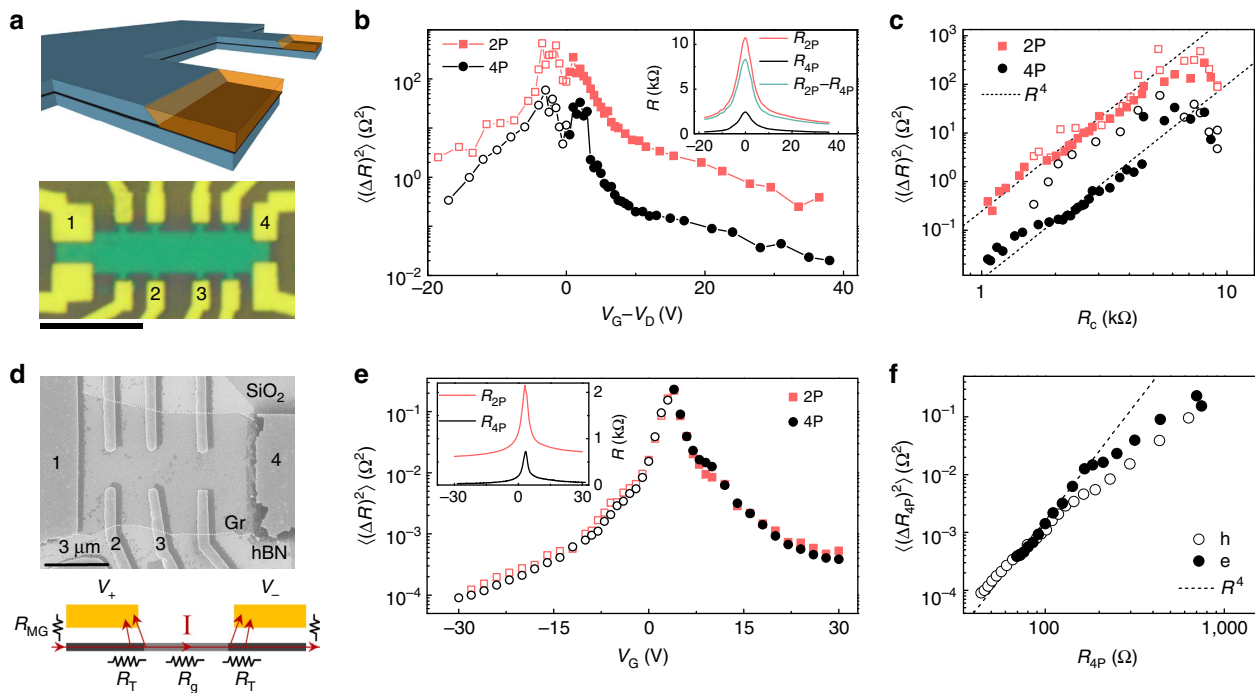 a
1
4
2
3
b
⟨(ΔR)²⟩ (Ω²)
10²
10⁰
10⁻²
−20
0
20
40
V_G−V_D (V)
2P
4P
R (kΩ)
10
5
0
−20
0
20
40
R_2P
R_4P
R_2P−R_4P
c
⟨(ΔR)²⟩ (Ω²)
10³
10²
10¹
10⁰
10⁻¹
1
10
R_c (kΩ)
2P
4P
R⁴
d
SiO₂
1
4
Gr
3 μm
2
3
hBN
V₊
V₋
R_MG
I
R_T
R_g
R_T
e
⟨(ΔR)²⟩ (Ω²)
10⁻¹
10⁻²
10⁻³
10⁻⁴
−30
−15
0
15
30
V_G (V)
2P
4P
R_2P
R_4P
2
1
0
R (kΩ)
−30
0
30
f
⟨(ΔR_4P)²⟩ (Ω²)
10⁻¹
10⁻²
10⁻³
10⁻⁴
100
1,000
R_4P (Ω)
h
e
R⁴